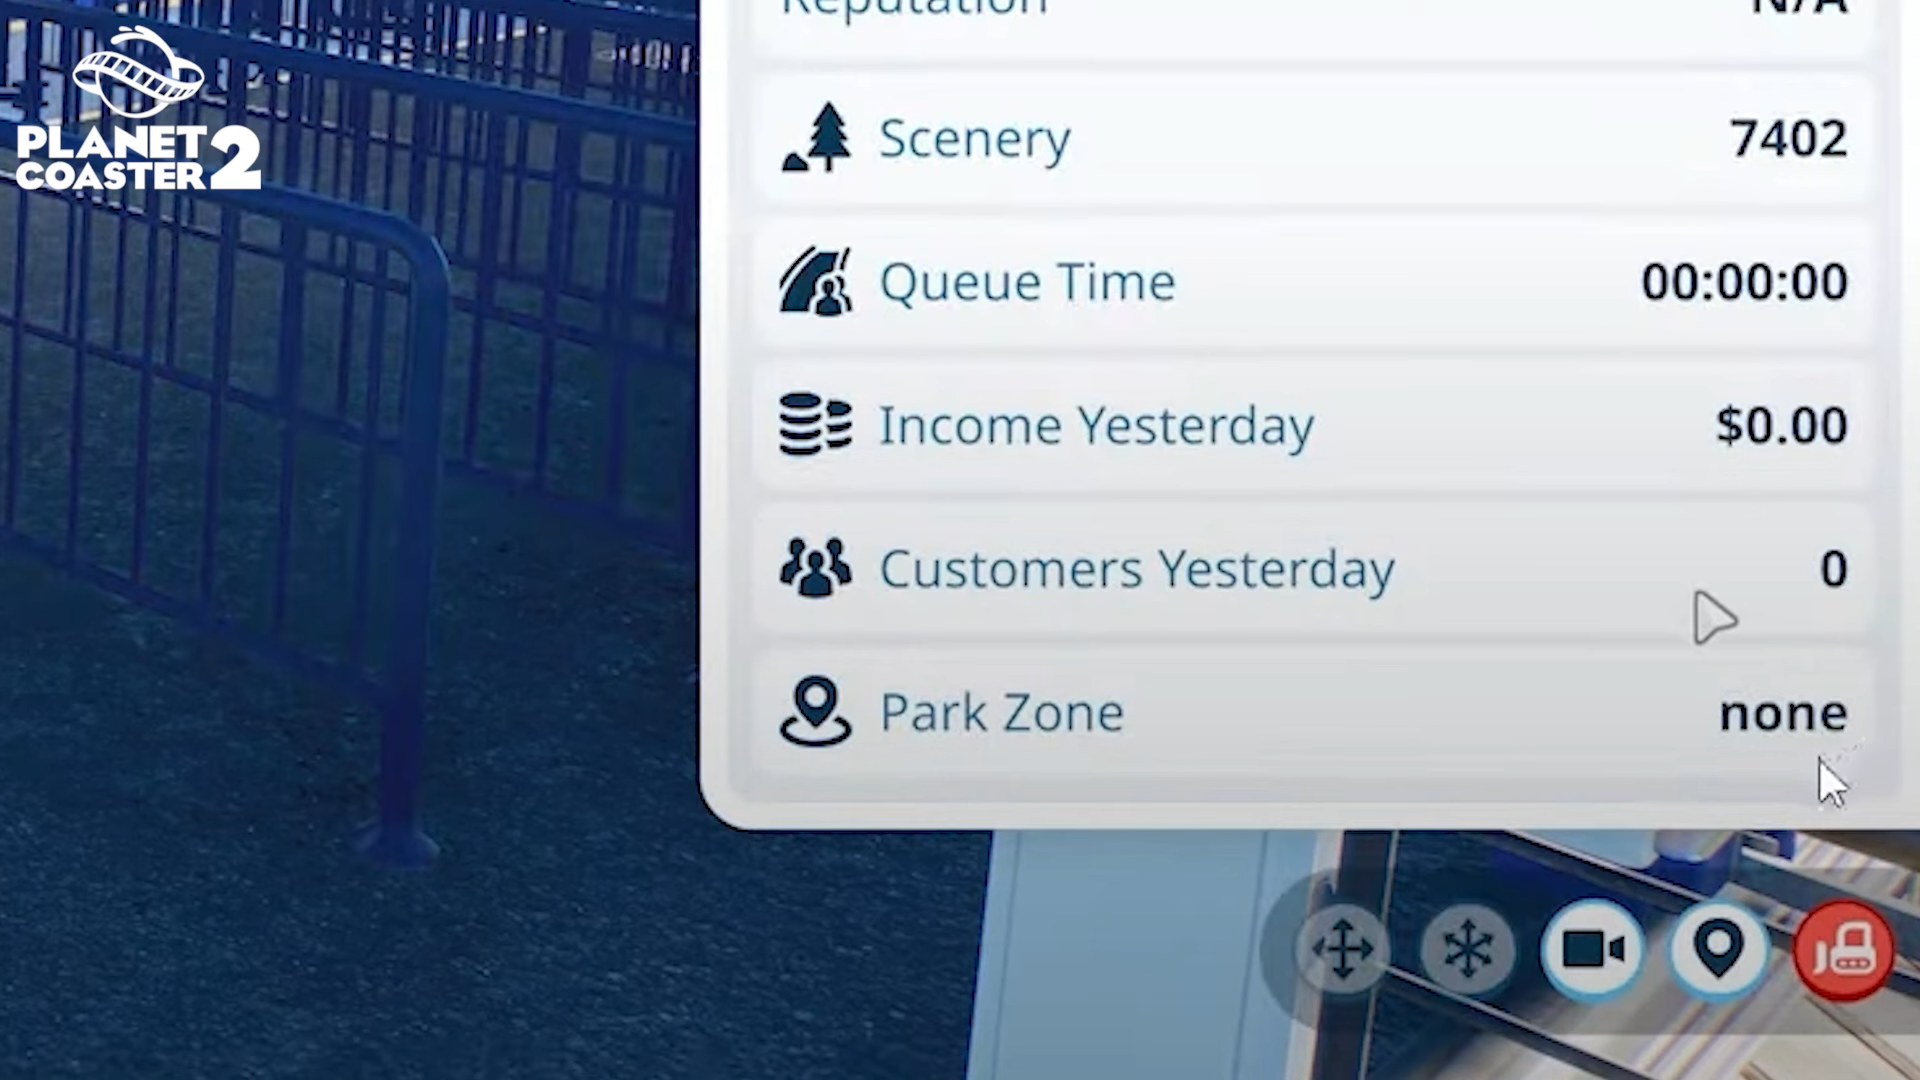 Reputation N/A
PLANET
COASTER 2
Scenery 7402
Queue Time 00:00:00
Income Yesterday $0.00
Customers Yesterday 0
Park Zone none